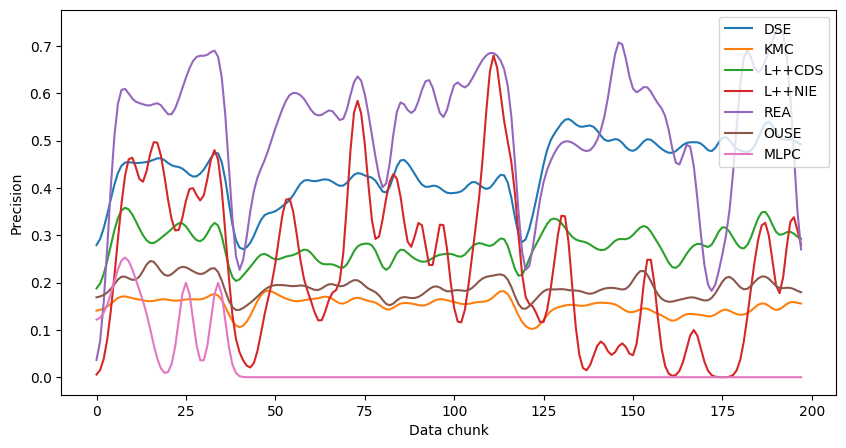 Precision
0.7
0.6
0.5
0.4
0.3
0.2
0.1
0.0
0
25
50
75
100
125
150
175
200
Data chunk
DSE
KMC
L++CDS
L++NIE
REA
OUSE
MLPC